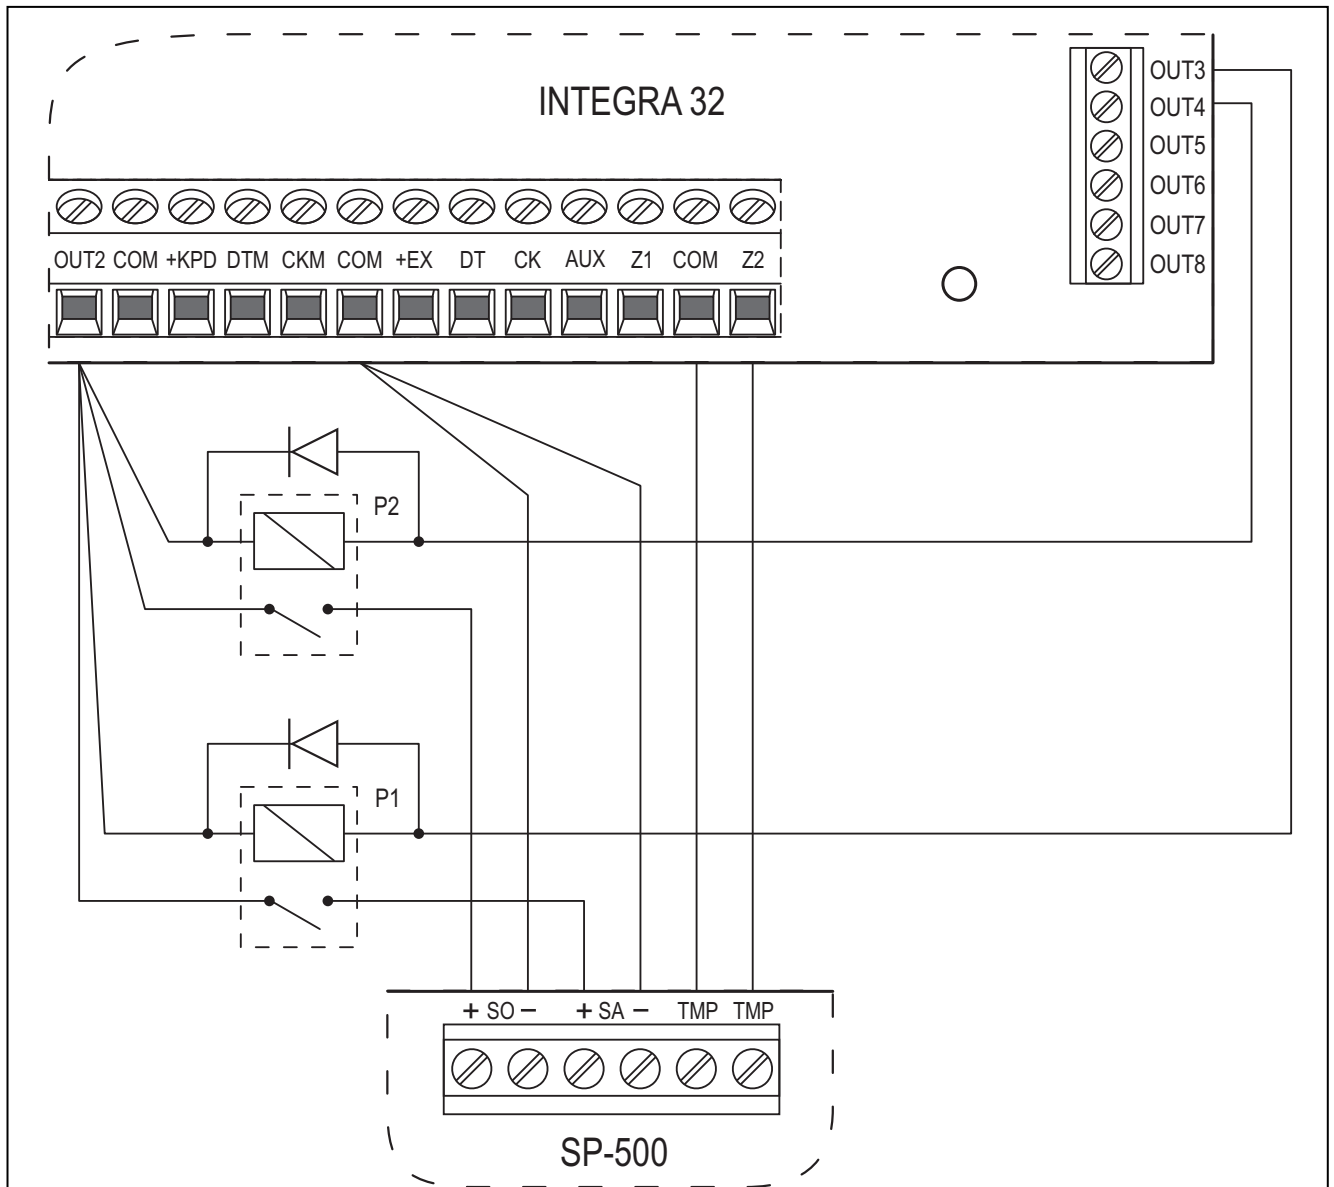 INTEGRA 32
OUT3
OUT4
OUT5
OUT6
OUT7
OUT8
OUT2 COM +KPD DTM CKM COM +EX DT CK AUX Z1 COM Z2
P2
P1
+ SO − + SA − TMP TMP
SP-500